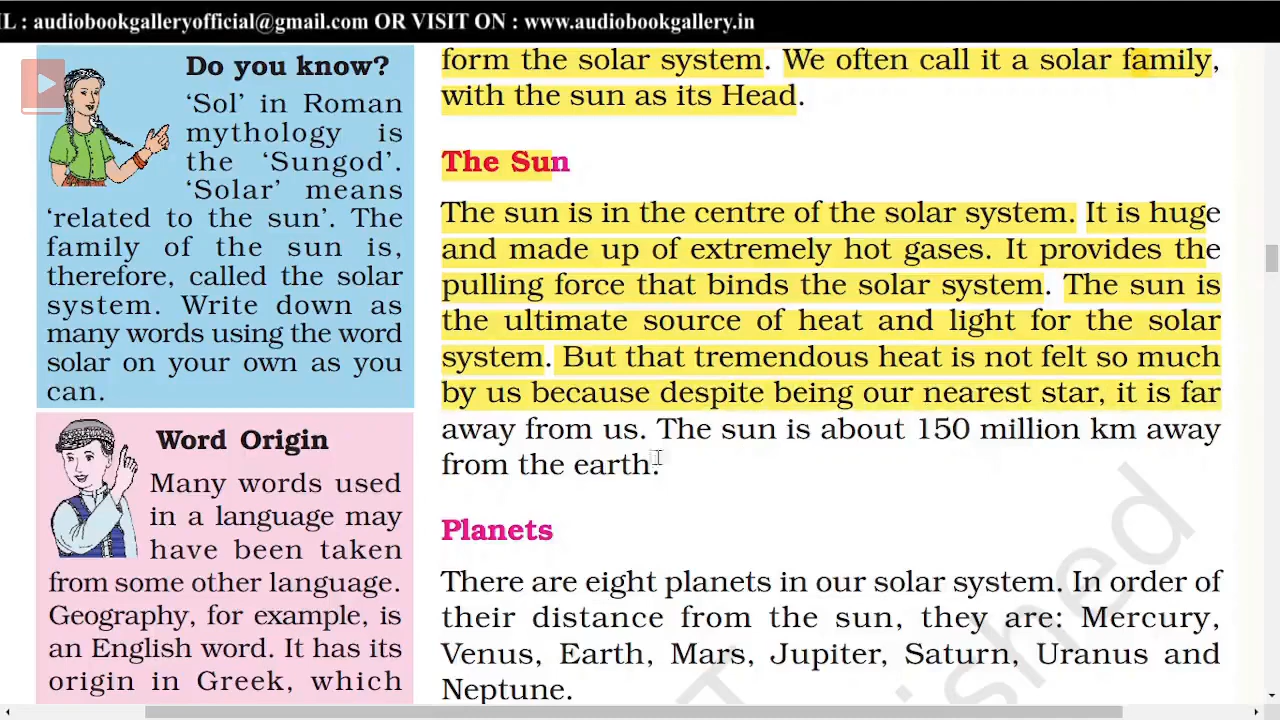 IL : audiobookgalleryofficial@gmail.com OR VISIT ON : www.audiobookgallery.in
Do you know?
‘Sol’ in Roman
mythology is
the ‘Sungod’.
‘Solar’ means
‘related to the sun’. The
family of the sun is,
therefore, called the solar
system. Write down as
many words using the word
solar on your own as you
can.
Word Origin
Many words used
in a language may
have been taken
from some other language.
Geography, for example, is
an English word. It has its
origin in Greek, which
form the solar system. We often call it a solar family,
with the sun as its Head.
The Sun
The sun is in the centre of the solar system. It is huge
and made up of extremely hot gases. It provides the
pulling force that binds the solar system. The sun is
the ultimate source of heat and light for the solar
system. But that tremendous heat is not felt so much
by us because despite being our nearest star, it is far
away from us. The sun is about 150 million km away
from the earth.
Planets
There are eight planets in our solar system. In order of
their distance from the sun, they are: Mercury,
Venus, Earth, Mars, Jupiter, Saturn, Uranus and
Neptune.